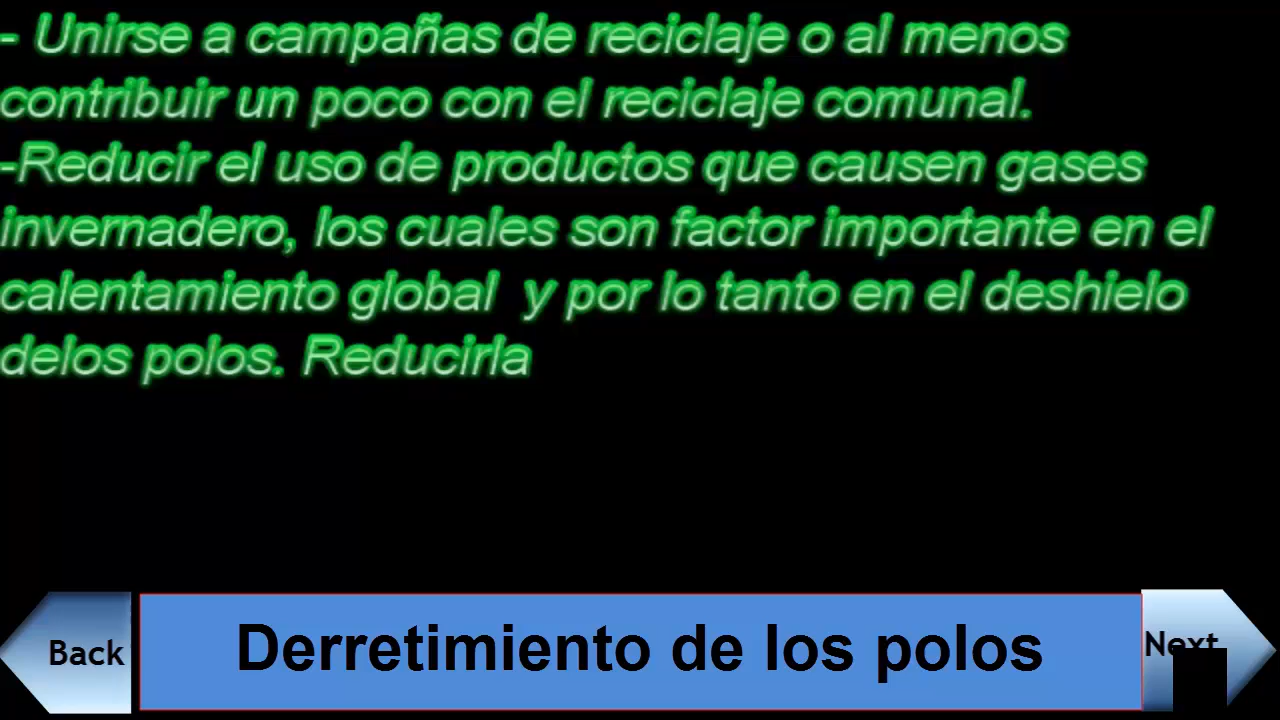 - Unirse a campañas de reciclaje o al menos
contribuir un poco con el reciclaje comunal.
-Reducir el uso de productos que causen gases
invernadero, los cuales son factor importante en el
calentamiento global  y por lo tanto en el deshielo
delos polos. Reducirla
Back
Derretimiento de los polos
Next